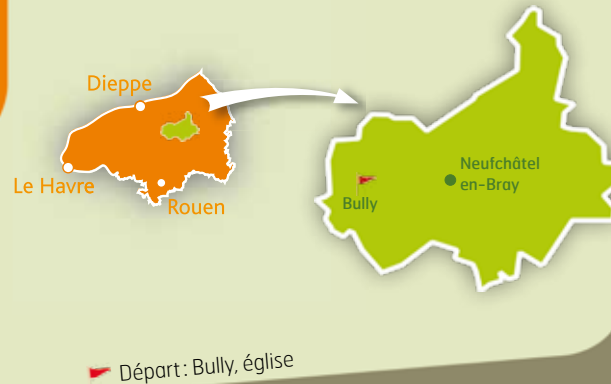 Dieppe
Le Havre
Rouen
Neufchâtel
en-Bray
Bully
Départ : Bully, église